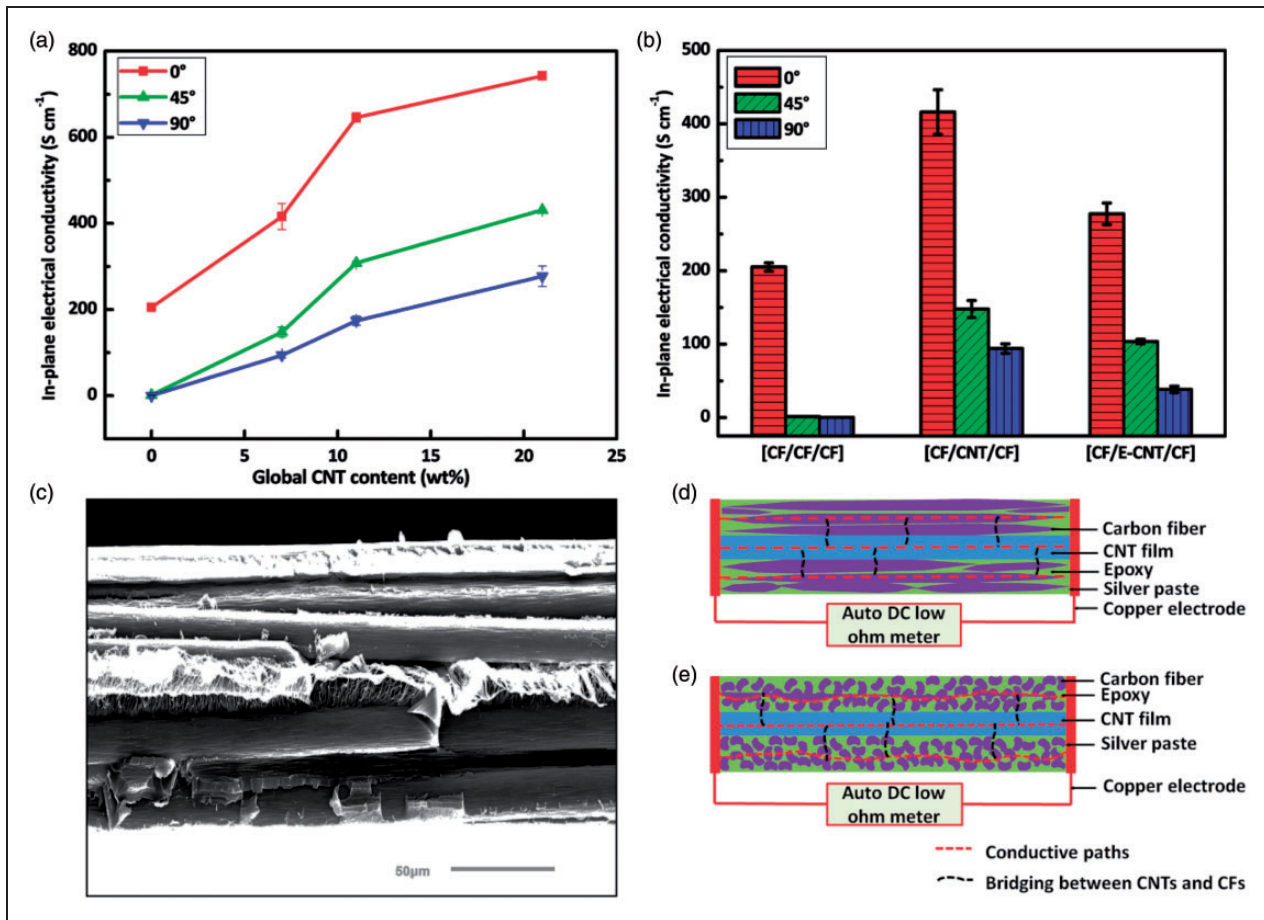 (a)
800
600
400
200
0
0 5 10 15 20 25
In-plane electrical conductivity (S cm⁻¹)
Global CNT content (wt%)
0°
45°
90°
(b)
500
400
300
200
100
0
In-plane electrical conductivity (S cm⁻¹)
0°
45°
90°
[CF/CF/CF] [CF/CNT/CF] [CF/E-CNT/CF]
(c)
50μm
(d)
Carbon fiber
CNT film
Epoxy
Silver paste
Copper electrode
Auto DC low
ohm meter
(e)
Carbon fiber
Epoxy
CNT film
Silver paste
Copper electrode
Auto DC low
ohm meter
Conductive paths
Bridging between CNTs and CFs